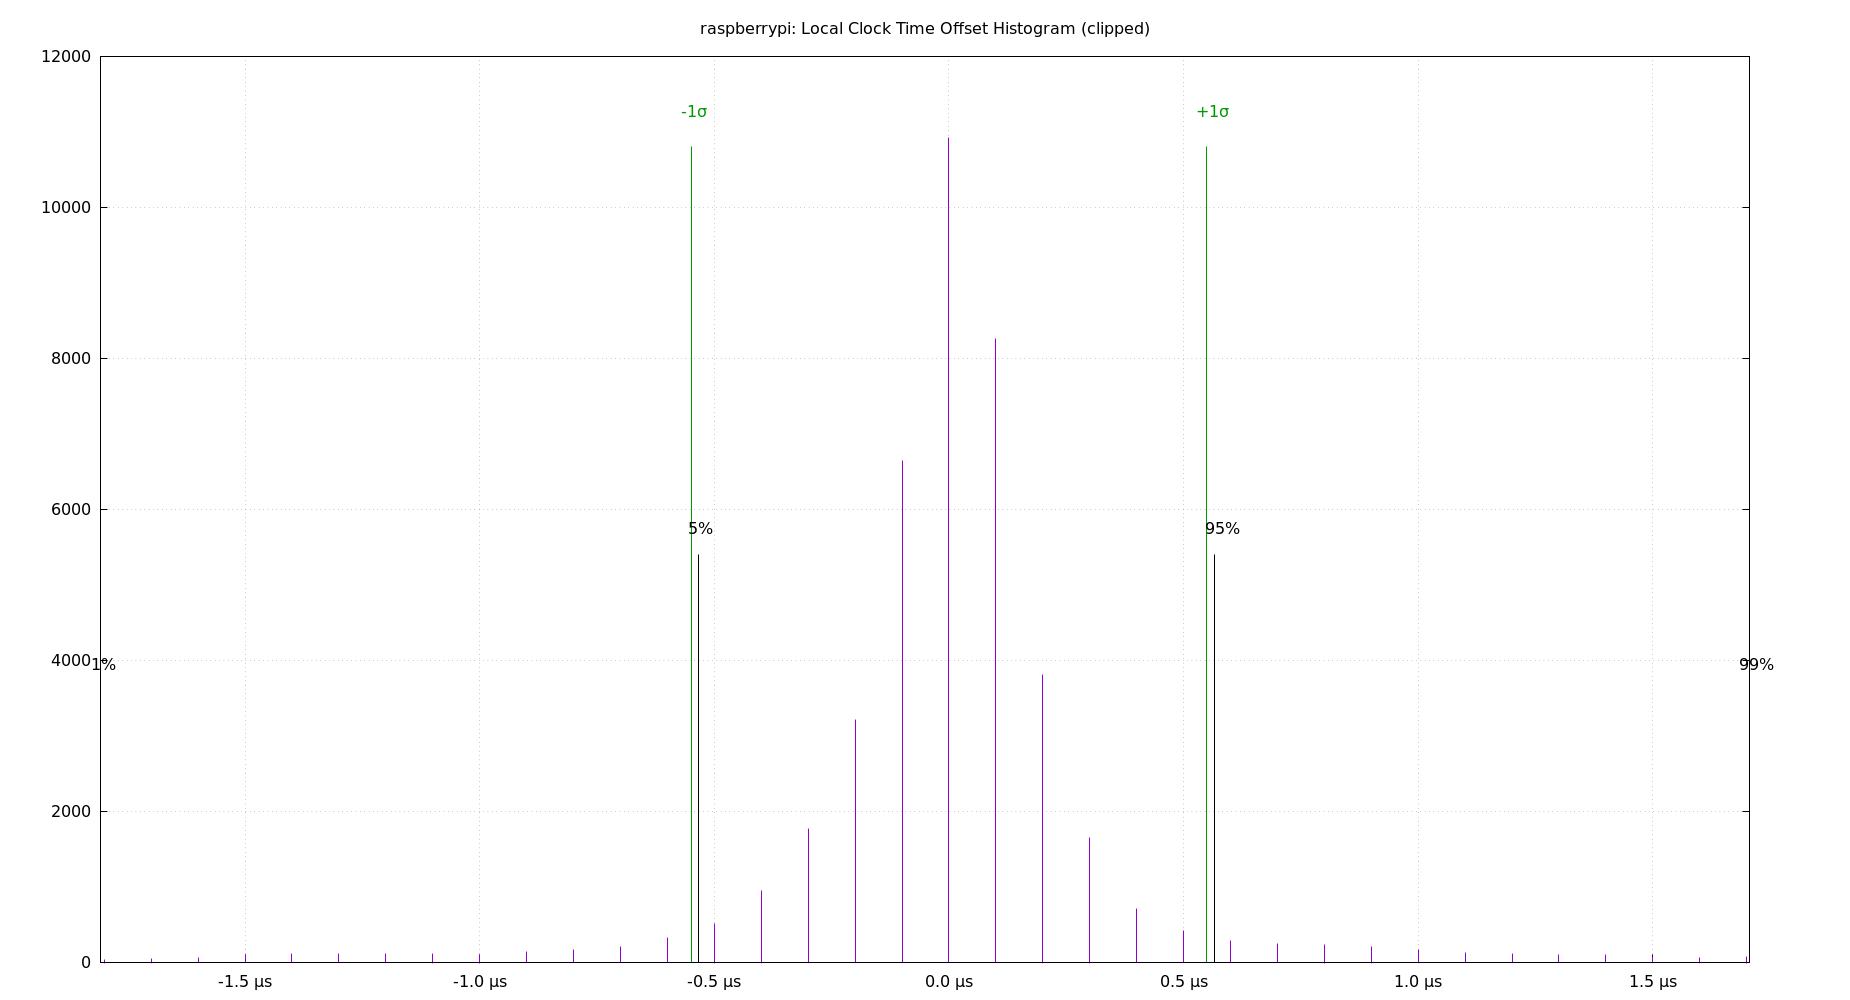 raspberrypi: Local Clock Time Offset Histogram (clipped)
12000
-1σ
+1σ
10000
8000
6000
5%
95%
4000
1%
99%
2000
0
-1.5 μs
-1.0 μs
-0.5 μs
0.0 μs
0.5 μs
1.0 μs
1.5 μs